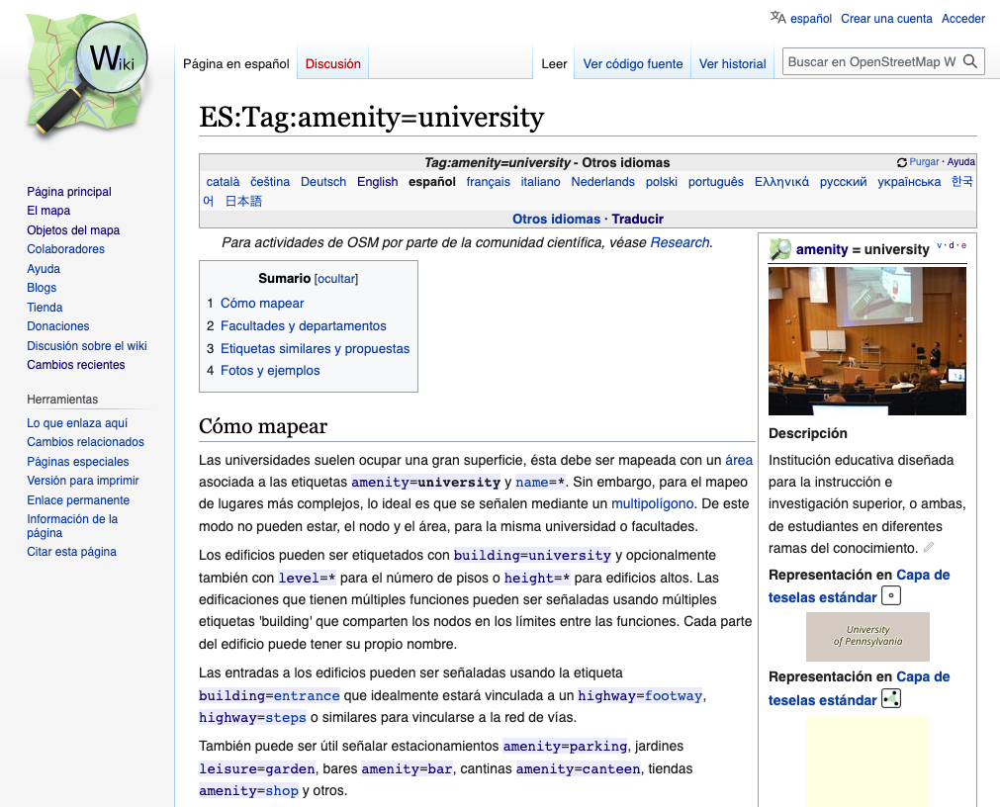 español Crear una cuenta Acceder
Wiki
Página en español Discusión Leer Ver código fuente Ver historial Buscar en OpenStreetMap W
Página principal
El mapa
Objetos del mapa
Colaboradores
Ayuda
Blogs
Tienda
Donaciones
Discusión sobre el wiki
Cambios recientes
Herramientas
Lo que enlaza aquí
Cambios relacionados
Páginas especiales
Versión para imprimir
Enlace permanente
Información de la
página
Citar esta página
ES:Tag:amenity=university
Tag:amenity=university - Otros idiomas Purgar · Ayuda
català čeština Deutsch English español français italiano Nederlands polski português Ελληνικά русский українська 한국
어 日本語
Otros idiomas · Traducir
Para actividades de OSM por parte de la comunidad científica, véase Research.
Sumario [ocultar]
1 Cómo mapear
2 Facultades y departamentos
3 Etiquetas similares y propuestas
4 Fotos y ejemplos
Cómo mapear
Las universidades suelen ocupar una gran superficie, ésta debe ser mapeada con un área
asociada a las etiquetas amenity=university y name=*. Sin embargo, para el mapeo
de lugares más complejos, lo ideal es que se señalen mediante un multipolígono. De este
modo no pueden estar, el nodo y el área, para la misma universidad o facultades.
Los edificios pueden ser etiquetados con building=university y opcionalmente
también con level=* para el número de pisos o height=* para edificios altos. Las
edificaciones que tienen múltiples funciones pueden ser señaladas usando múltiples
etiquetas 'building' que comparten los nodos en los límites entre las funciones. Cada parte
del edificio puede tener su propio nombre.
Las entradas a los edificios pueden ser señaladas usando la etiqueta
building=entrance que idealmente estará vinculada a un highway=footway,
highway=steps o similares para vincularse a la red de vías.
También puede ser útil señalar estacionamientos amenity=parking, jardines
leisure=garden, bares amenity=bar, cantinas amenity=canteen, tiendas
amenity=shop y otros.
amenity = university v · d · e
Descripción
Institución educativa diseñada
para la instrucción e
investigación superior, o ambas,
de estudiantes en diferentes
ramas del conocimiento.
Representación en Capa de
teselas estándar
University
of Pennsylvania
Representación en Capa de
teselas estándar